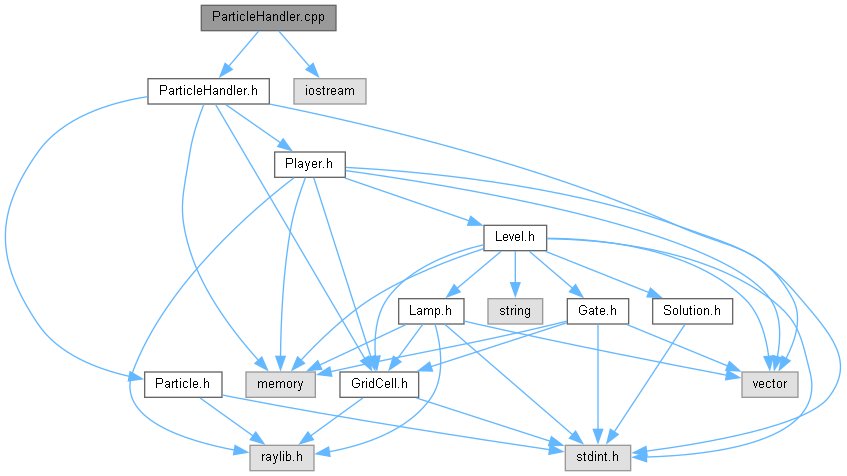 ParticleHandler.cpp
ParticleHandler.h
iostream
Player.h
Level.h
Lamp.h
string
Gate.h
Solution.h
Particle.h
memory
GridCell.h
vector
raylib.h
stdint.h